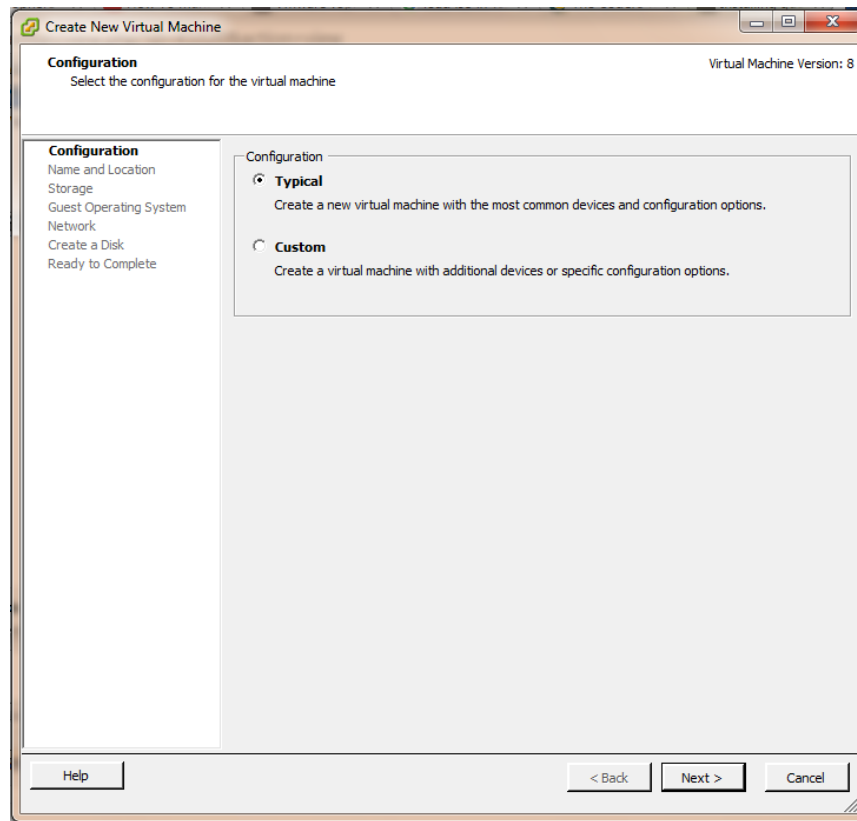 Create New Virtual Machine
Configuration
Select the configuration for the virtual machine
Virtual Machine Version: 8
Configuration
Name and Location
Storage
Guest Operating System
Network
Create a Disk
Ready to Complete
Configuration
Typical
Create a new virtual machine with the most common devices and configuration options.
Custom
Create a virtual machine with additional devices or specific configuration options.
Help
< Back
Next >
Cancel